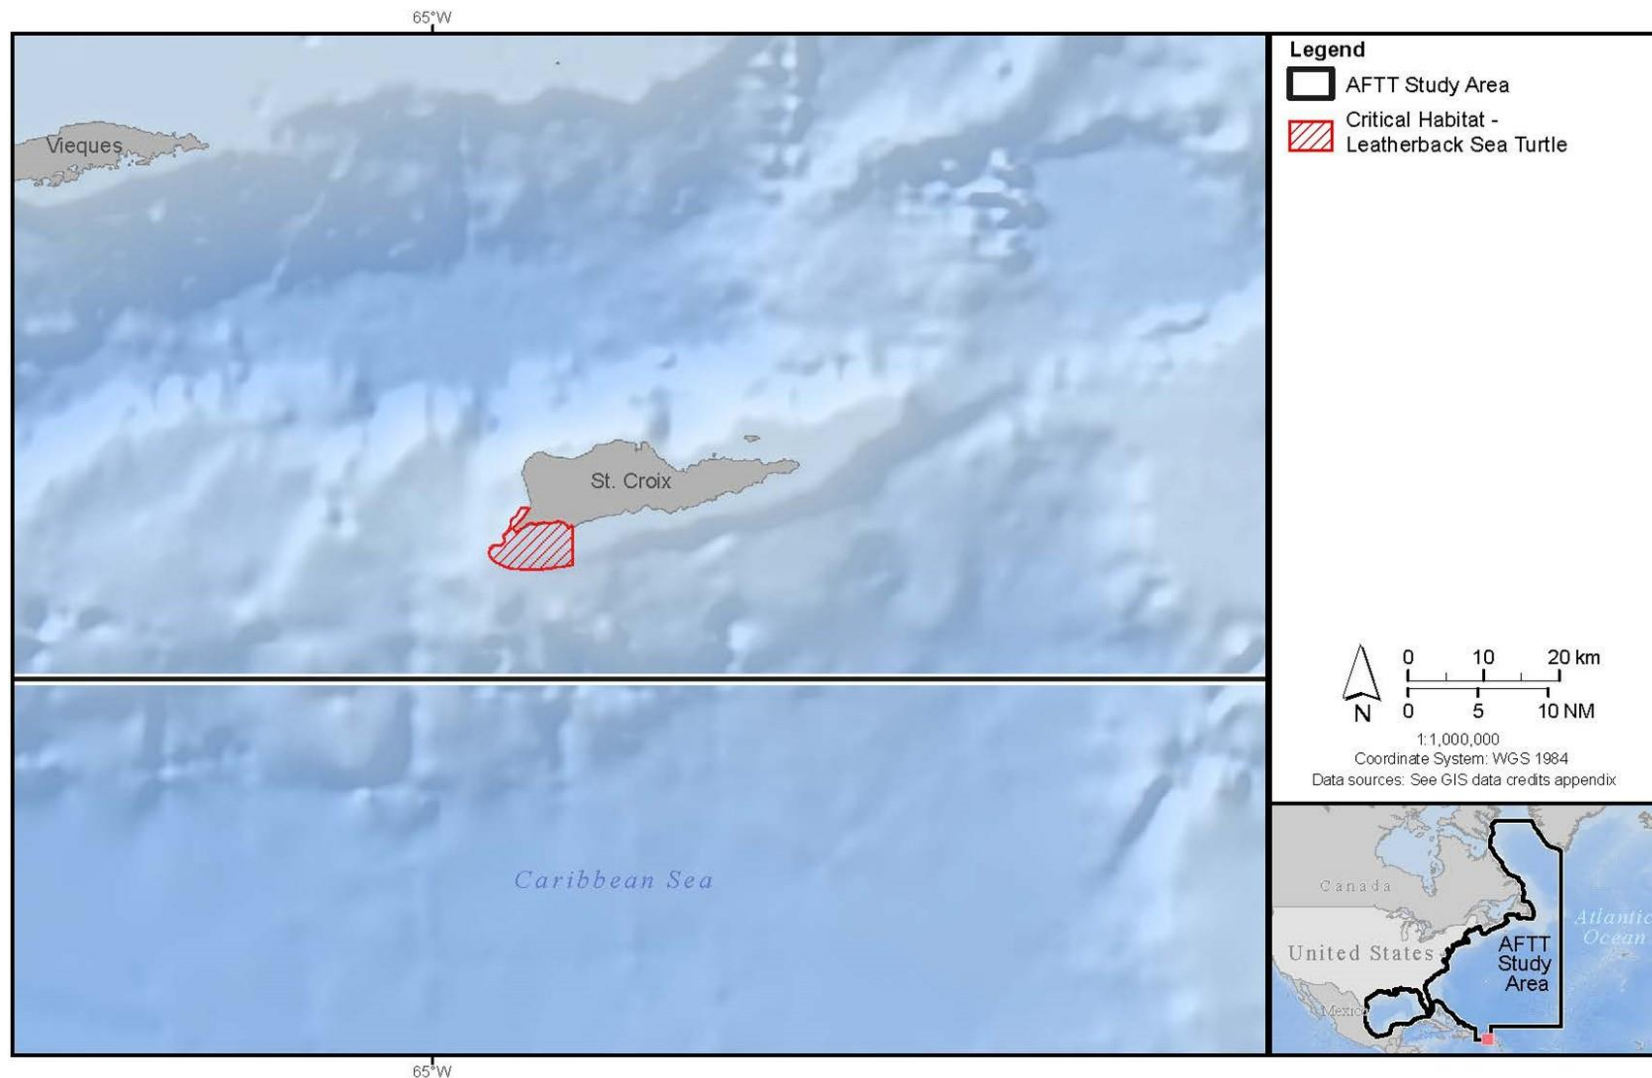 65°W
Vieques
St. Croix
Caribbean Sea
65°W
Legend
AFTT Study Area
Critical Habitat -
Leatherback Sea Turtle
0 10 20 km
N 0 5 10 NM
1:1,000,000
Coordinate System: WGS 1984
Data sources: See GIS data credits appendix
Canada
Atlantic
Ocean
United States
AFTT
Study
Area
Mexico